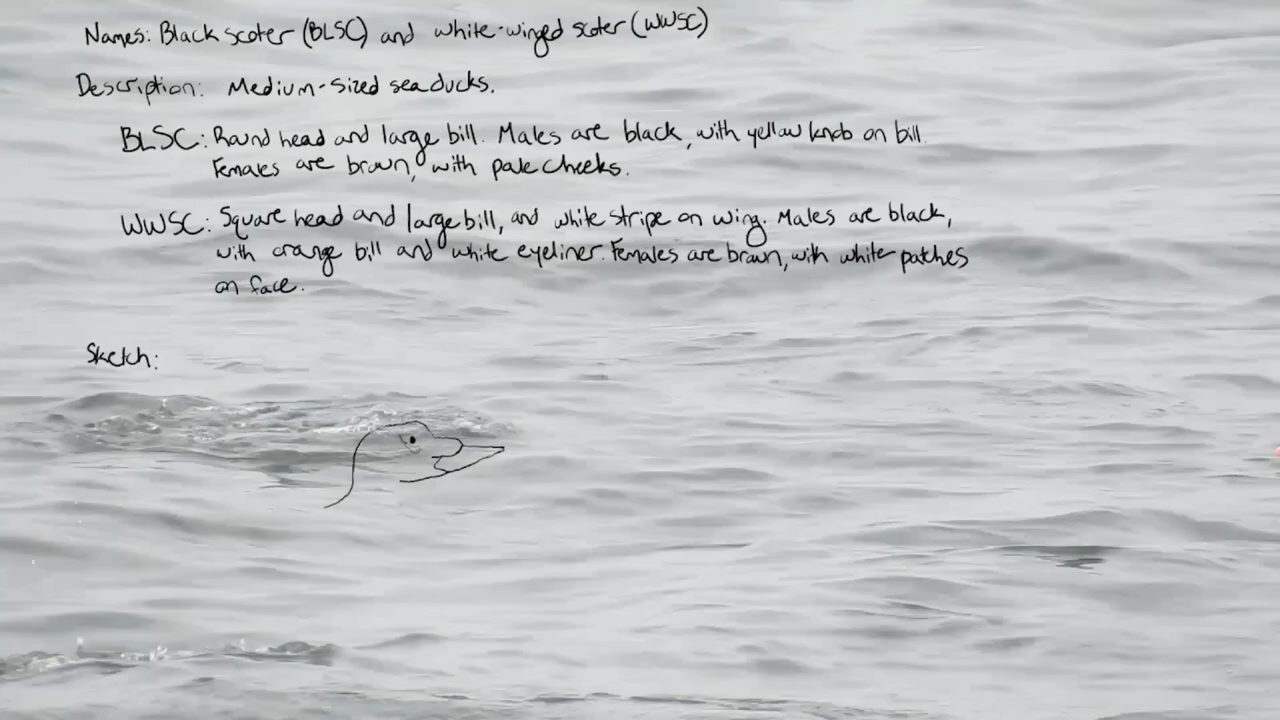 Names: Black scoter (BLSC) and white-winged scoter (WWSC)
Description: Medium-sized sea ducks.
BLSC: Round head and large bill. Males are black, with yellow knob on bill.
Females are brown, with pale cheeks.
WWSC: Square head and large bill, and white stripe on wing. Males are black,
with orange bill and white eyeliner. Females are brown, with white patches
on face.
Sketch: